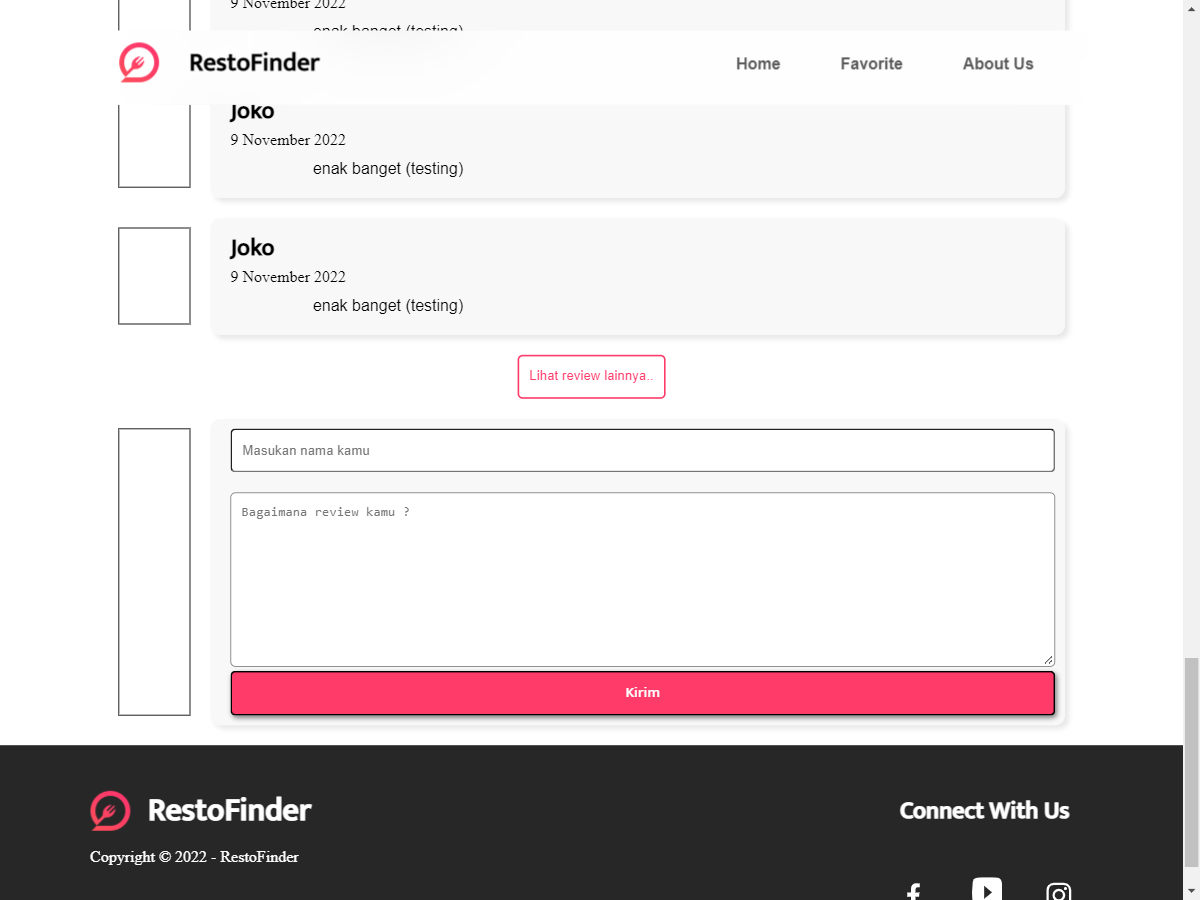 9 November 2022
enak banget (testing)
RestoFinder
Home
Favorite
About Us
Joko
9 November 2022
enak banget (testing)
Joko
9 November 2022
enak banget (testing)
Lihat review lainnya..
Masukan nama kamu
Bagaimana review kamu ?
Kirim
RestoFinder
Connect With Us
Copyright © 2022 - RestoFinder